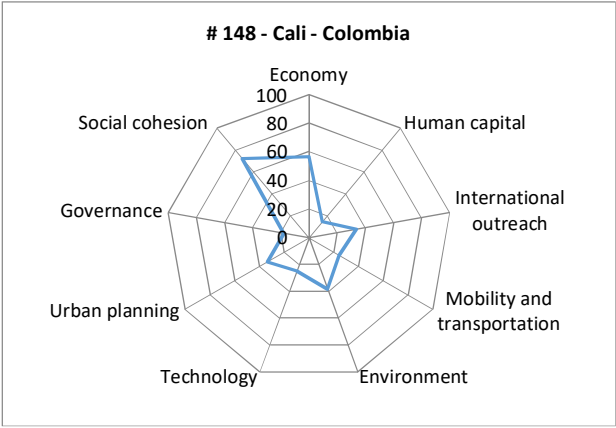 # 148 - Cali - Colombia
Economy
100
80
60
40
20
0
Human capital
International
outreach
Mobility and
transportation
Environment
Technology
Urban planning
Governance
Social cohesion